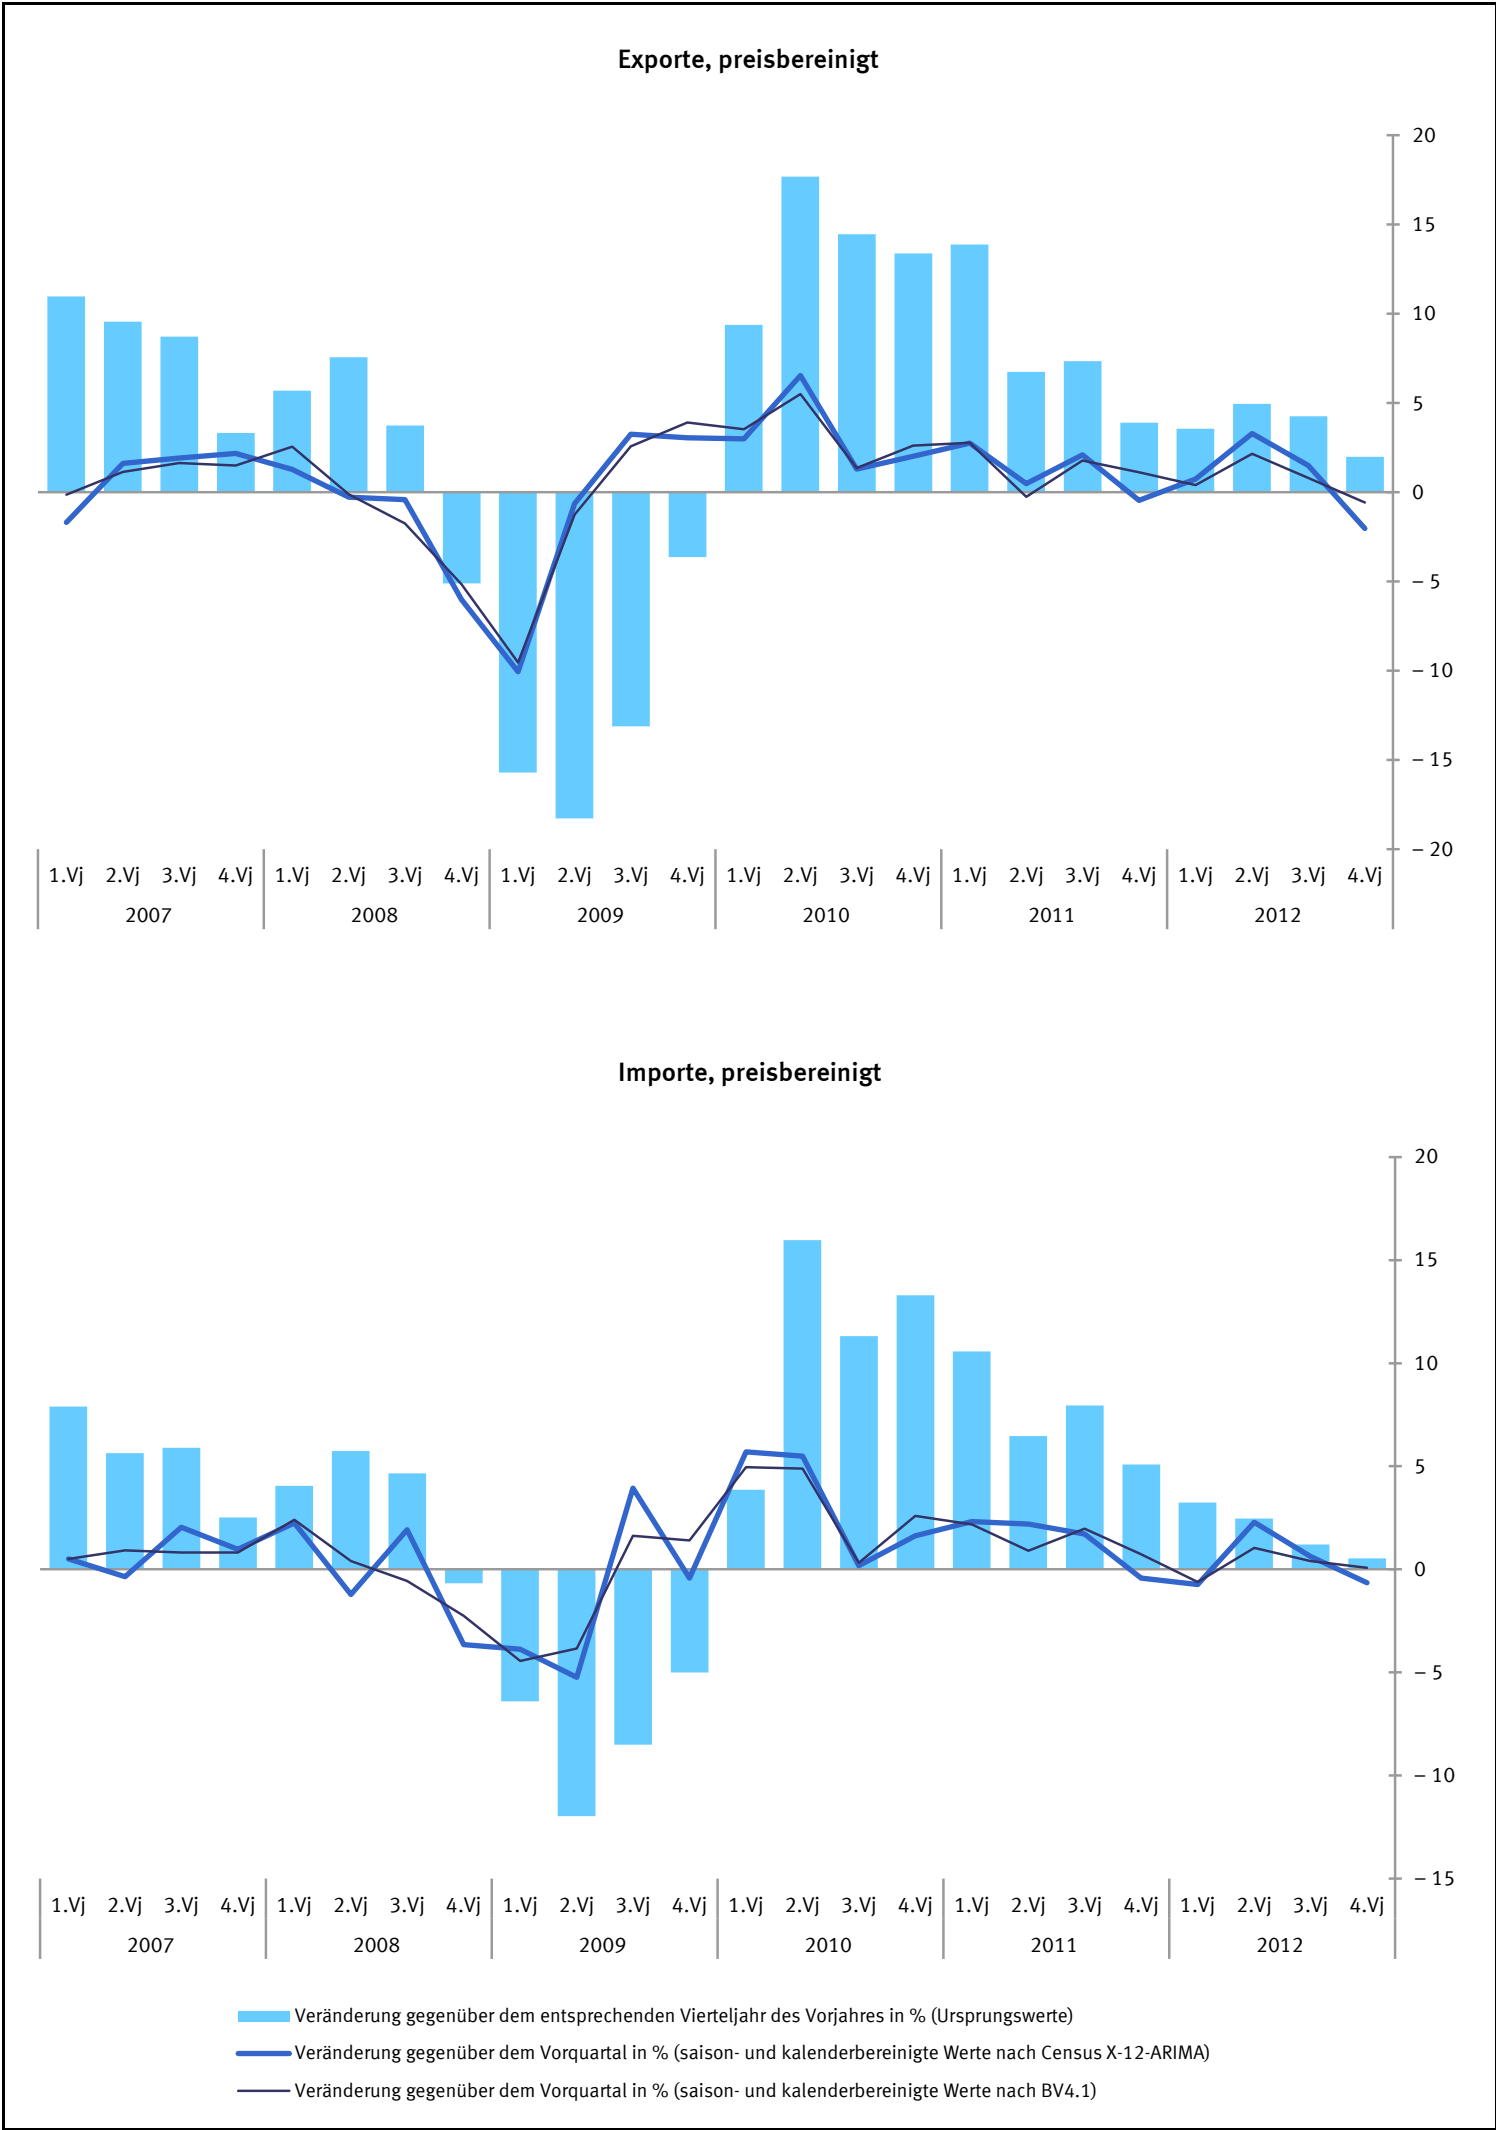 Exporte, preisbereinigt
20
15
10
5
0
– 5
– 10
– 15
– 20
1.Vj 2.Vj 3.Vj 4.Vj 1.Vj 2.Vj 3.Vj 4.Vj 1.Vj 2.Vj 3.Vj 4.Vj 1.Vj 2.Vj 3.Vj 4.Vj 1.Vj 2.Vj 3.Vj 4.Vj 1.Vj 2.Vj 3.Vj 4.Vj
2007 2008 2009 2010 2011 2012
Importe, preisbereinigt
20
15
10
5
0
– 5
– 10
– 15
1.Vj 2.Vj 3.Vj 4.Vj 1.Vj 2.Vj 3.Vj 4.Vj 1.Vj 2.Vj 3.Vj 4.Vj 1.Vj 2.Vj 3.Vj 4.Vj 1.Vj 2.Vj 3.Vj 4.Vj 1.Vj 2.Vj 3.Vj 4.Vj
2007 2008 2009 2010 2011 2012
Veränderung gegenüber dem entsprechenden Vierteljahr des Vorjahres in % (Ursprungswerte)
Veränderung gegenüber dem Vorquartal in % (saison- und kalenderbereinigte Werte nach Census X-12-ARIMA)
Veränderung gegenüber dem Vorquartal in % (saison- und kalenderbereinigte Werte nach BV4.1)